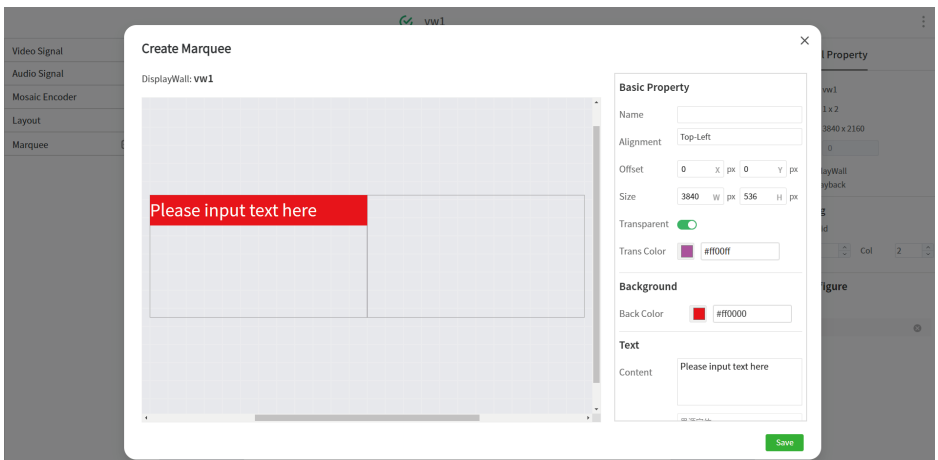 vw1
Video Signal
Audio Signal
Mosaic Encoder
Layout
Marquee
Create Marquee
DisplayWall: vw1
Please input text here
Basic Property
Name
Alignment Top-Left
Offset 0 X px 0 Y px
Size 3840 W px 536 H px
Transparent
Trans Color #ff00ff
Background
Back Color #ff0000
Text
Content Please input text here
Save
Property
vw1
1 x 2
3840 x 2160
0
Col 2